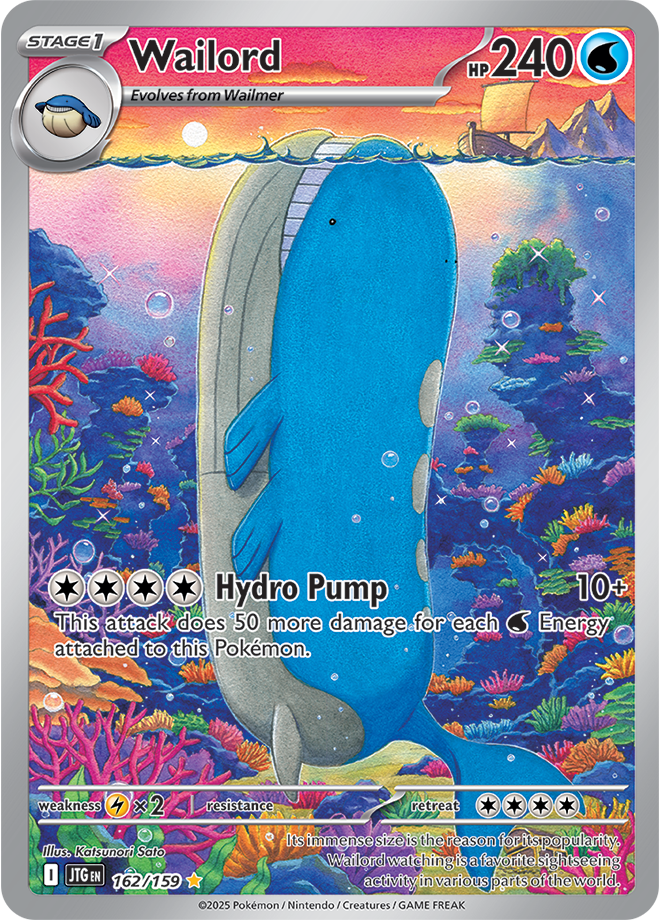 STAGE 1
Wailord
HP 240
Evolves from Wailmer
Hydro Pump 10+
This attack does 50 more damage for each Energy
attached to this Pokémon.
weakness ×2 resistance retreat
Illus. Katsunori Sato
Its immense size is the reason for its popularity.
Wailord watching is a favorite sightseeing
activity in various parts of the world.
I JTG EN 162/159
©2025 Pokémon / Nintendo / Creatures / GAME FREAK